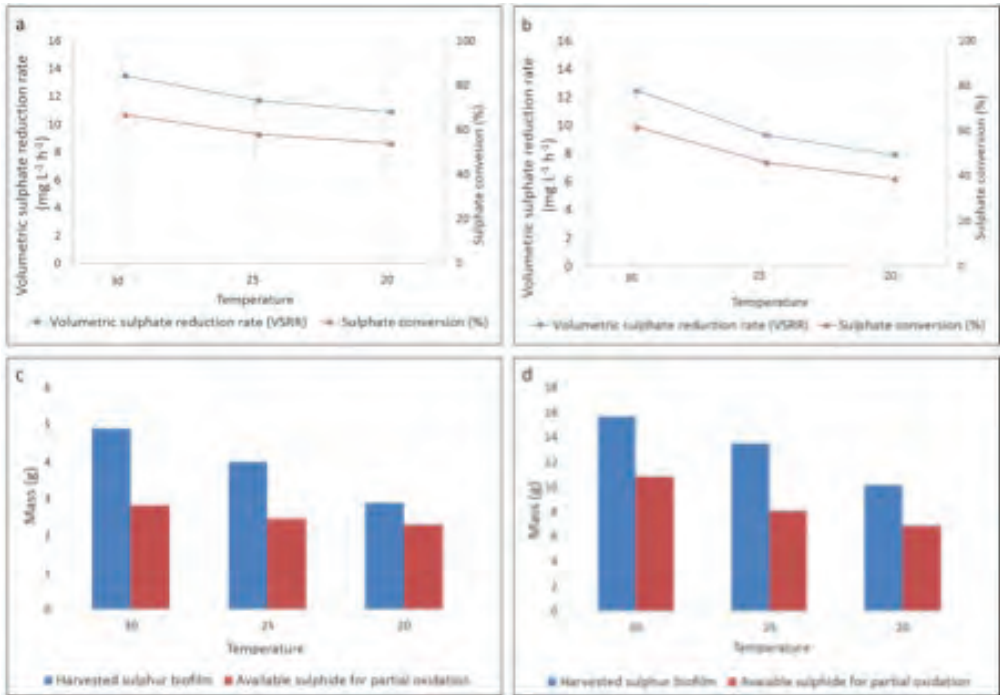 a
16
14
12
10
8
6
4
2
0
Volumetric sulphate reduction rate
(mg L⁻¹ h⁻¹)
100
80
60
40
20
0
Sulphate conversion (%)
30 25 20
Temperature
Volumetric sulphate reduction rate (VSRR) Sulphate conversion (%)
b
16
14
12
10
8
6
4
2
0
Volumetric sulphate reduction rate
(mg L⁻¹ h⁻¹)
100
80
60
40
20
0
Sulphate conversion (%)
30 25 20
Temperature
Volumetric sulphate reduction rate (VSRR) Sulphate conversion (%)
c
6
5
4
3
2
1
0
Mass (g)
30 25 20
Temperature
Harvested sulphur biofilm Available sulphide for partial oxidation
d
18
16
14
12
10
8
6
4
2
0
Mass (g)
30 25 20
Temperature
Harvested sulphur biofilm Available sulphide for partial oxidation